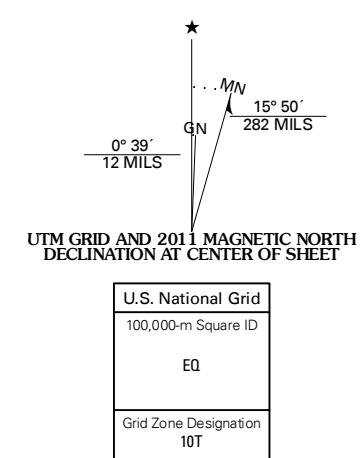 ★
MN
15° 50´
282 MILS
GN
0° 39´
12 MILS
UTM GRID AND 2011 MAGNETIC NORTH
DECLINATION AT CENTER OF SHEET
U.S. National Grid
100,000-m Square ID
EQ
Grid Zone Designation
10T